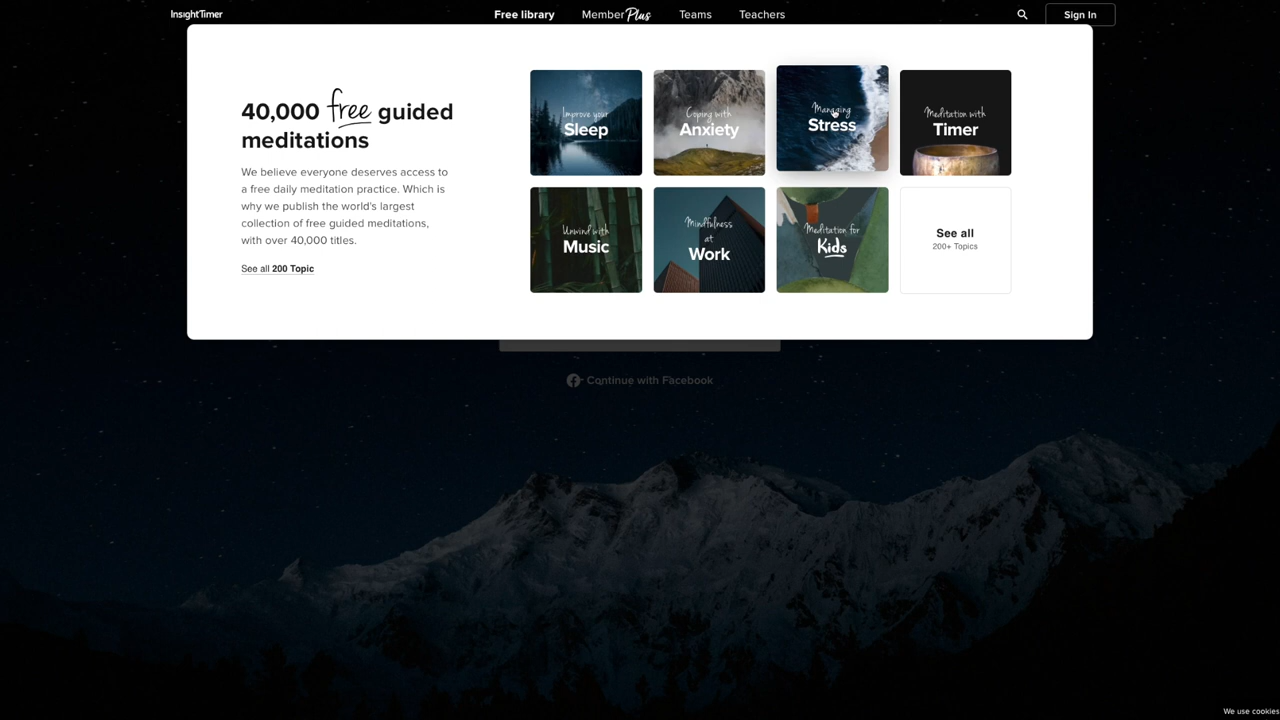 InsightTimer
Free library
Member Plus
Teams
Teachers
Sign In
40,000 free guided
meditations
We believe everyone deserves access to
a free daily meditation practice. Which is
why we publish the world's largest
collection of free guided meditations,
with over 40,000 titles.
See all 200 Topic
Improve your
Sleep
Coping with
Anxiety
Managing
Stress
Meditation with
Timer
Unwind with
Music
Mindfulness
at
Work
Meditation for
Kids
See all
200+ Topics
Continue with Facebook
We use cookies